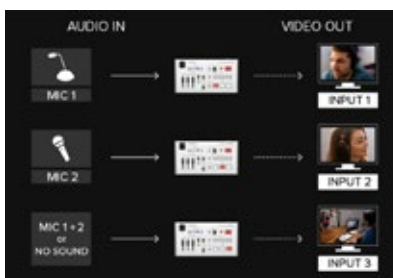 AUDIO IN
VIDEO OUT
MIC 1
INPUT 1
MIC 2
INPUT 2
MIC 1+2
or
NO SOUND
INPUT 3